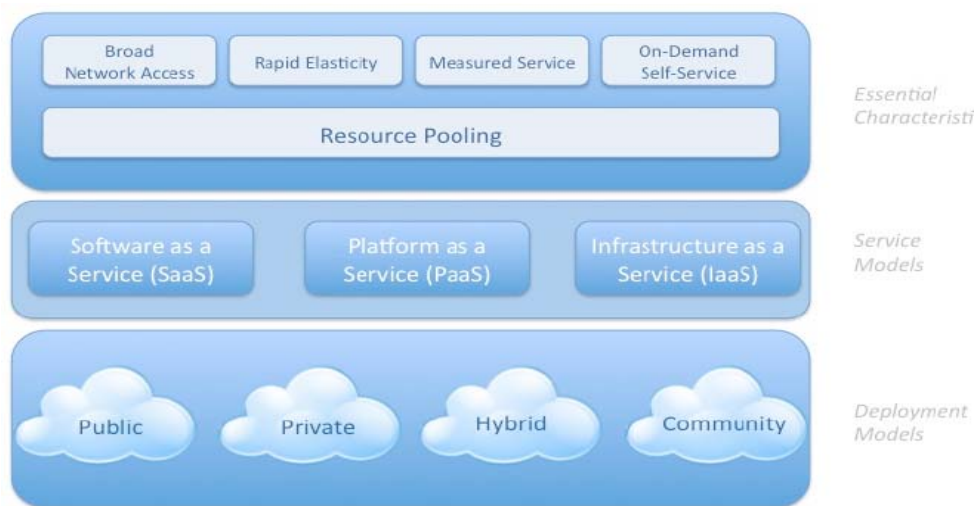 Broad
Network Access
Rapid Elasticity
Measured Service
On-Demand
Self-Service
Resource Pooling
Essential
Characteristi
Software as a
Service (SaaS)
Platform as a
Service (PaaS)
Infrastructure as a
Service (IaaS)
Service
Models
Public
Private
Hybrid
Community
Deployment
Models